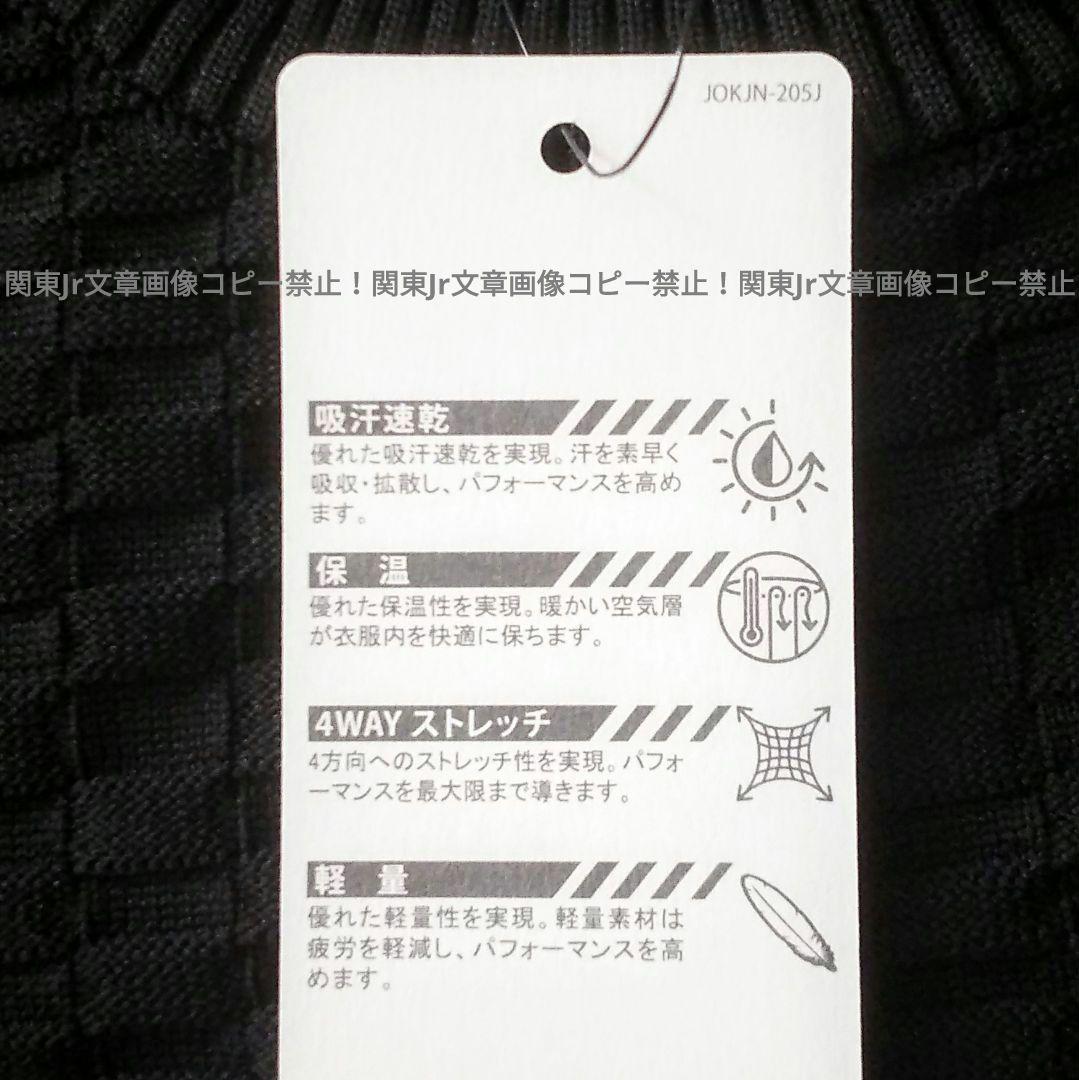 JOKJN-205J
関東Jr文章画像コピー禁止！関東Jr文章画像コピー禁止！関東Jr文章画像コピー禁止
吸汗速乾
優れた吸汗速乾を実現。汗を素早く
吸収・拡散し、パフォーマンスを高め
ます。
保　温
優れた保温性を実現。暖かい空気層
が衣服内を快適に保ちます。
4WAY ストレッチ
4方向へのストレッチ性を実現。パフォ
ーマンスを最大限まで導きます。
軽　量
優れた軽量性を実現。軽量素材は
疲労を軽減し、パフォーマンスを高
めます。